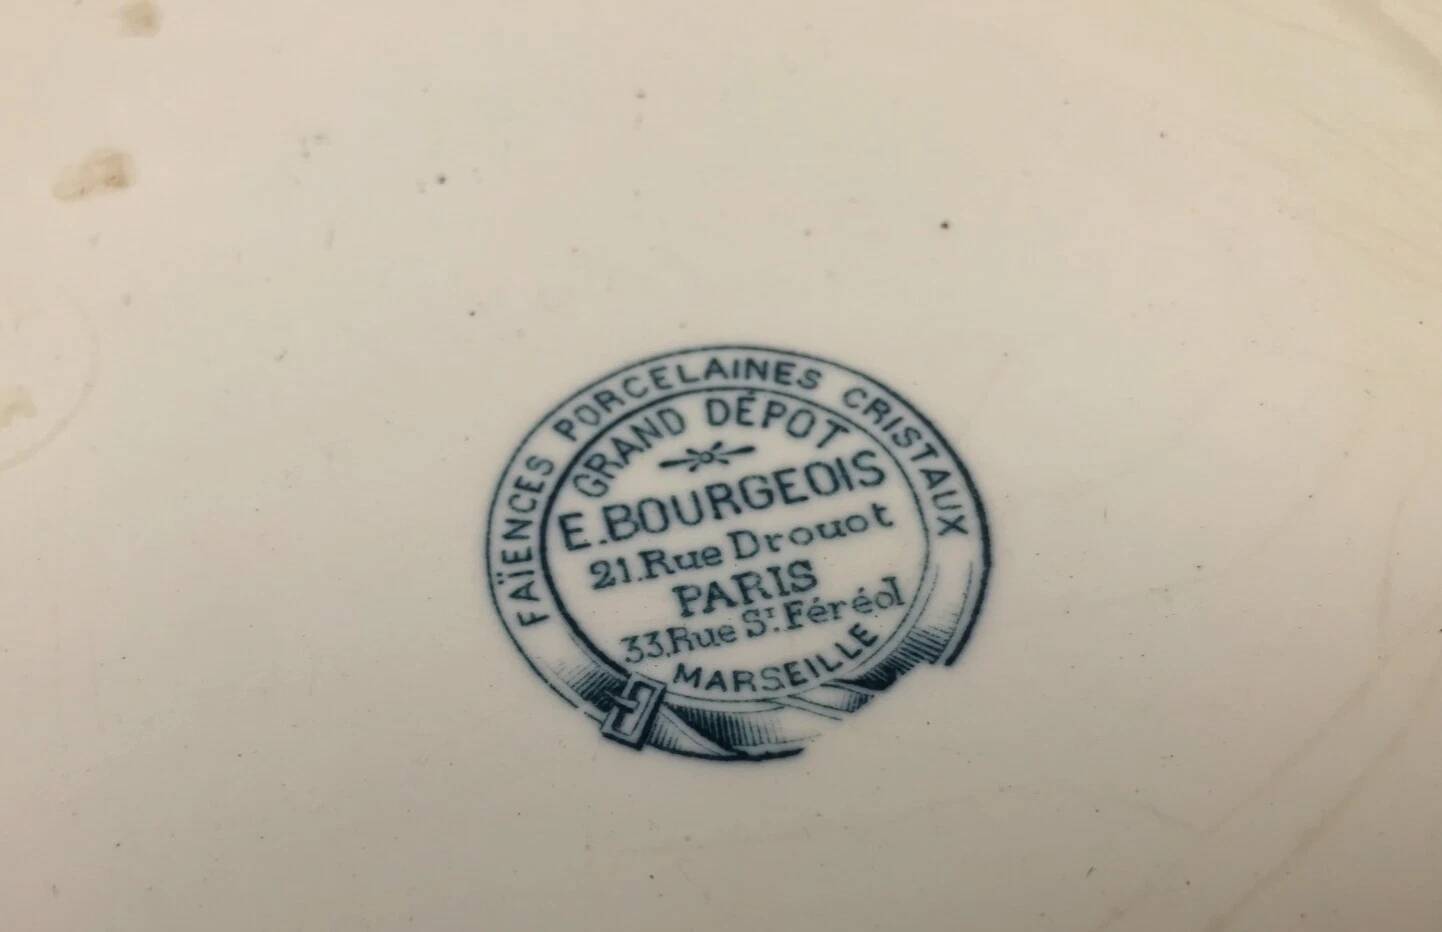 FAÏENCES PORCELAINES CRISTAUX
GRAND DÉPOT
E. BOURGEOIS
21. Rue Drouot
PARIS
33. Rue St. Féréol
MARSEILLE